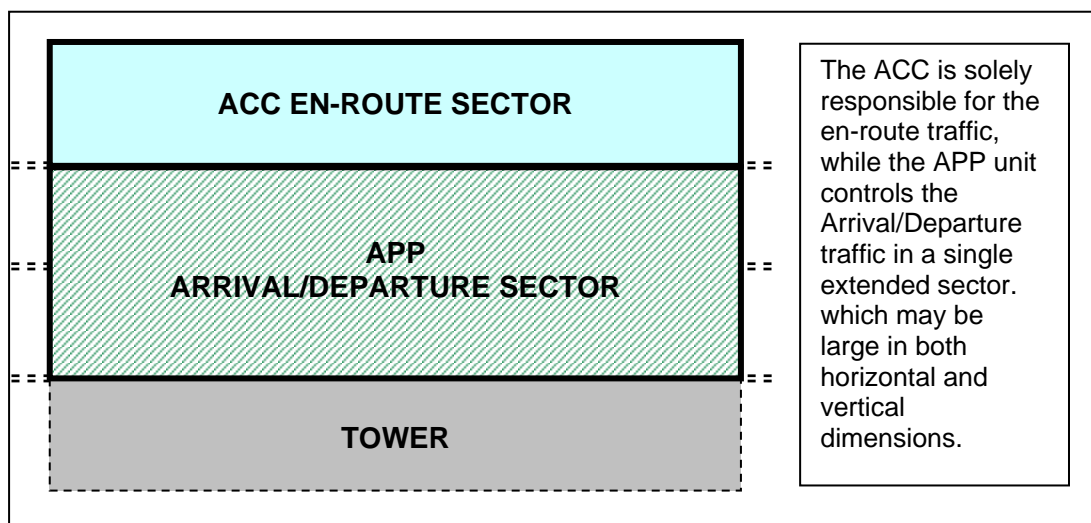 ACC EN-ROUTE SECTOR
APP
ARRIVAL/DEPARTURE SECTOR
TOWER
The ACC is solely
responsible for the
en-route traffic,
while the APP unit
controls the
Arrival/Departure
traffic in a single
extended sector.
which may be
large in both
horizontal and
vertical
dimensions.